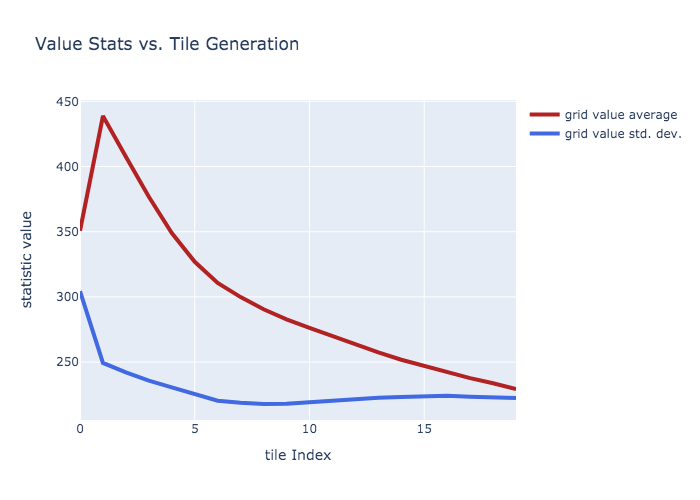 Value Stats vs. Tile Generation
grid value average
grid value std. dev.
450
400
350
300
250
statistic value
0
5
10
15
tile Index